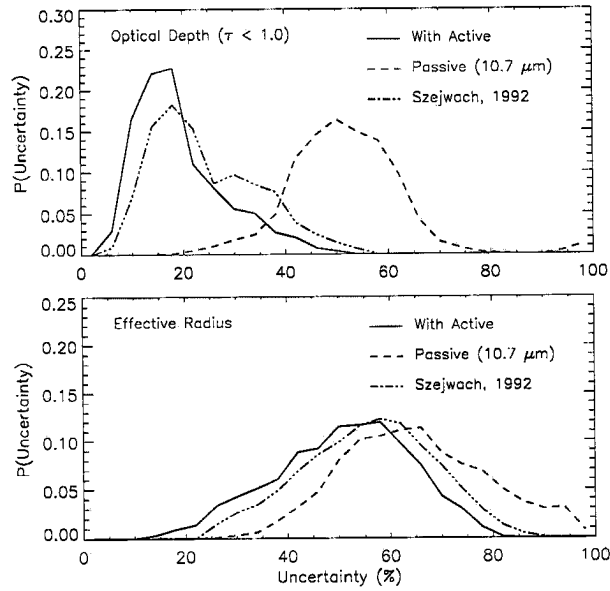 0.30
0.25
0.20
0.15
0.10
0.05
0.00
P(Uncertainty)
Optical Depth (τ < 1.0)
With Active
Passive (10.7 μm)
Szejwach, 1992
0 20 40 60 80 100
0.25
0.20
0.15
0.10
0.05
0.00
P(Uncertainty)
Effective Radius
With Active
Passive (10.7 μm)
Szejwach, 1992
0 20 40 60 80 100
Uncertainty (%)